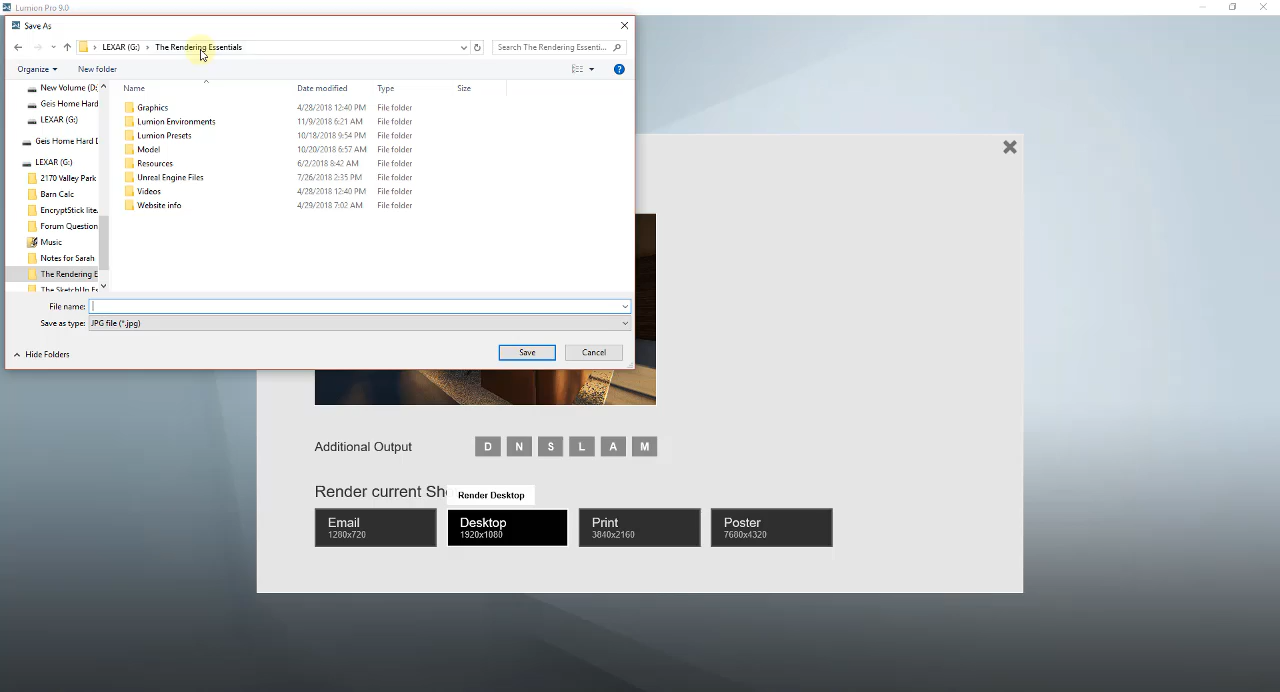 Lumion Pro 9.0
Save As
LEXAR (G:) › The Rendering Essentials
Search The Rendering Essenti...
Organize
New folder
Name
Date modified
Type
Size
New Volume (D:
Geis Home Hard
LEXAR (G:)
Geis Home Hard D
LEXAR (G:)
2170 Valley Park
Barn Calc
EncryptStick lite.
Forum Question
Music
Notes for Sarah
The Rendering E
The SketchUp Es
Graphics 4/28/2018 12:40 PM File folder
Lumion Environments 11/9/2018 6:21 AM File folder
Lumion Presets 10/18/2018 9:54 PM File folder
Model 10/20/2018 6:57 AM File folder
Resources 6/2/2018 8:42 AM File folder
Unreal Engine Files 7/26/2018 2:35 PM File folder
Videos 4/28/2018 12:40 PM File folder
Website info 4/29/2018 7:02 AM File folder
File name:
Save as type: JPG file (*.jpg)
Hide Folders
Save
Cancel
Additional Output
D N S L A M
Render current Sh
Render Desktop
Email
1280x720
Desktop
1920x1080
Print
3840x2160
Poster
7680x4320